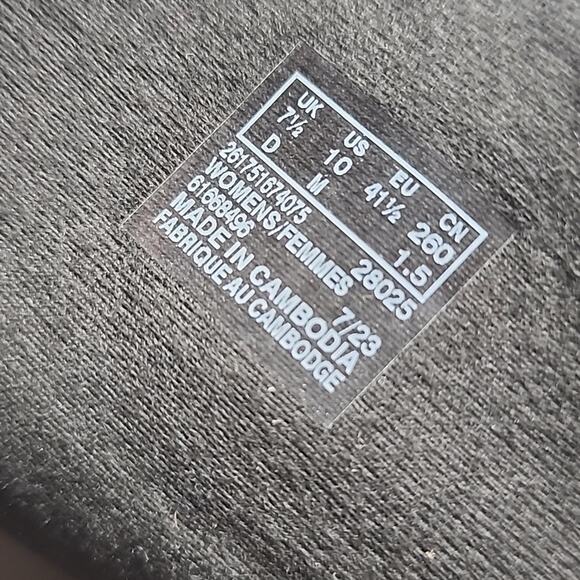 UK US EU CN
7½ 10 41½ 260
D M 1.5
261751674075 28025
WOMENS/FEMMES
61668496 7/23
MADE IN CAMBODIA
FABRIQUE AU CAMBODGE